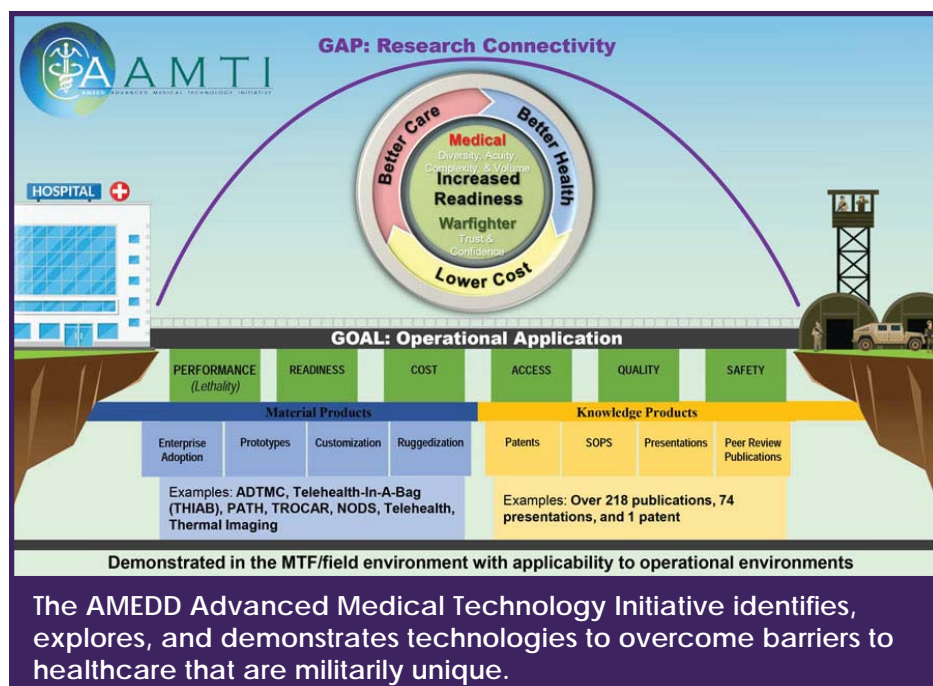 AAMTI
AMEDD ADVANCED MEDICAL TECHNOLOGY INITIATIVE
GAP: Research Connectivity
Better Care
Better Health
Lower Cost
Medical
Diversity, Acuity,
Complexity, & Volume
Increased
Readiness
Warfighter
Trust &
Confidence
HOSPITAL
GOAL: Operational Application
PERFORMANCE
(Lethality)
READINESS
COST
ACCESS
QUALITY
SAFETY
Material Products
Knowledge Products
Enterprise
Adoption
Prototypes
Customization
Ruggedization
Patents
SOPS
Presentations
Peer Review
Publications
Examples: ADTMC, Telehealth-In-A-Bag
(THIAB), PATH, TROCAR, NODS, Telehealth,
Thermal Imaging
Examples: Over 218 publications, 74
presentations, and 1 patent
Demonstrated in the MTF/field environment with applicability to operational environments
The AMEDD Advanced Medical Technology Initiative identifies,
explores, and demonstrates technologies to overcome barriers to
healthcare that are militarily unique.